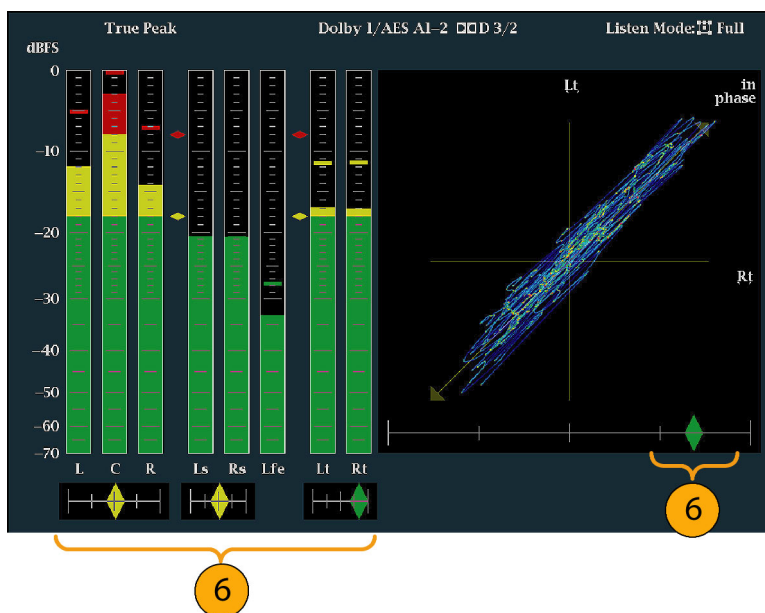 True Peak
Dolby 1/AES A1-2 DD D 3/2
Listen Mode: Full
dBFS
0
-10
-20
-30
-40
-50
-60
-70
L C R Ls Rs Lfe Lt Rt
Lt
in
phase
Rt
6
6